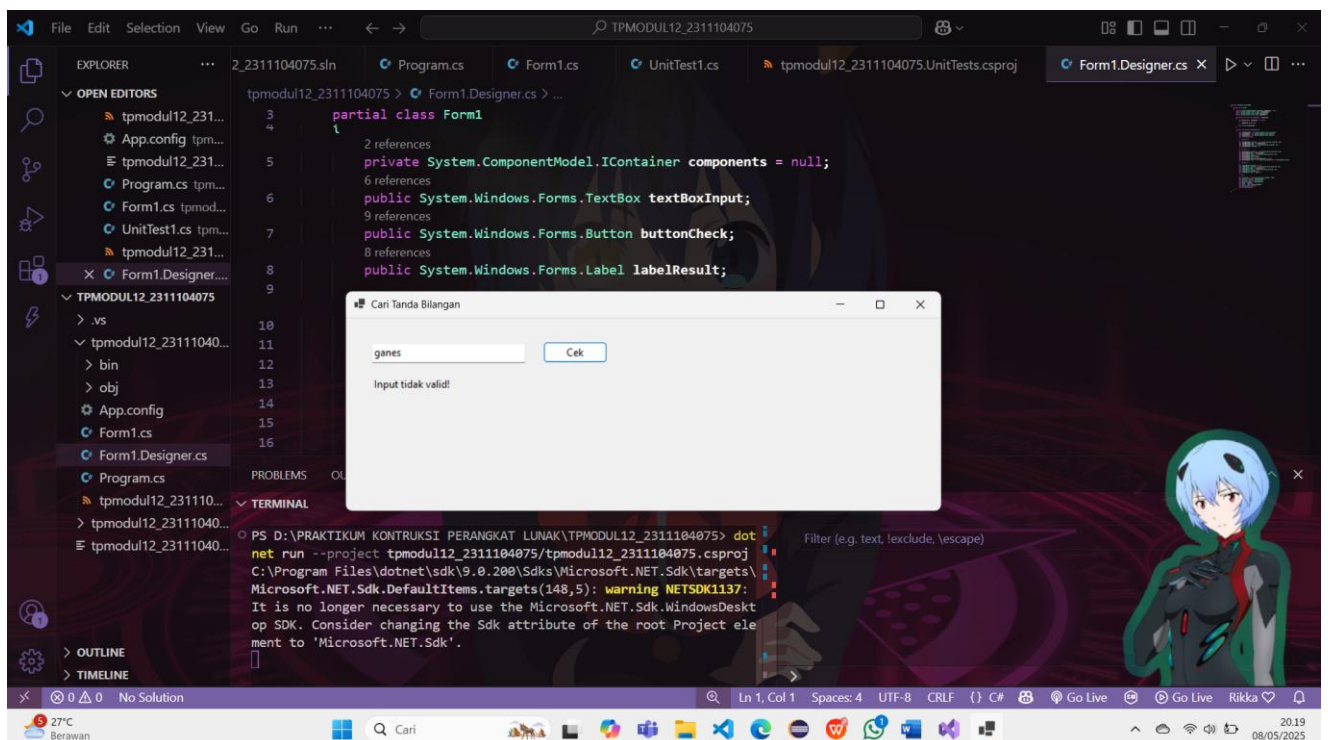 File Edit Selection View Go Run ··· TPMODUL12_2311104075
EXPLORER ···
OPEN EDITORS
tpmodul12_231...
App.config tpm...
tpmodul12_231...
Program.cs tpm...
Form1.cs tpmod...
UnitTest1.cs tpm...
tpmodul12_231...
Form1.Designer....
TPMODUL12_2311104075
.vs
tpmodul12_23111040...
bin
obj
App.config
Form1.cs
Form1.Designer.cs
Program.cs
tpmodul12_231110...
tpmodul12_23111040...
tpmodul12_23111040...
OUTLINE
TIMELINE
2_2311104075.sln Program.cs Form1.cs UnitTest1.cs tpmodul12_2311104075.UnitTests.csproj Form1.Designer.cs
tpmodul12_2311104075 > Form1.Designer.cs > ...
3 partial class Form1
4 {
2 references
5 private System.ComponentModel.IContainer components = null;
6 references
6 public System.Windows.Forms.TextBox textBoxInput;
9 references
7 public System.Windows.Forms.Button buttonCheck;
8 references
8 public System.Windows.Forms.Label labelResult;
9
10
11
12
13
14
15
16
Cari Tanda Bilangan
ganes Cek
Input tidak valid!
PROBLEMS OU
TERMINAL
PS D:\PRAKTIKUM KONTRUKSI PERANGKAT LUNAK\TPMODUL12_2311104075> dot
net run --project tpmodul12_2311104075/tpmodul12_2311104075.csproj
C:\Program Files\dotnet\sdk\9.0.200\Sdks\Microsoft.NET.Sdk\targets\
Microsoft.NET.Sdk.DefaultItems.targets(148,5): warning NETSDK1137:
It is no longer necessary to use the Microsoft.NET.Sdk.WindowsDeskt
op SDK. Consider changing the Sdk attribute of the root Project ele
ment to 'Microsoft.NET.Sdk'.
Filter (e.g. text, !exclude, \escape)
0 0 No Solution Ln 1, Col 1 Spaces: 4 UTF-8 CRLF {} C# Go Live Go Live Rikka♡
5 27°C
Berawan
Cari
20.19
08/05/2025